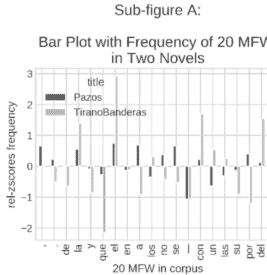 Sub-figure A:
Bar Plot with Frequency of 20 MFW
in Two Novels
title
Pazos
TiranoBanderas
rel-zscores frequency
3
2
1
0
−1
−2
,
.
de
la
y
que
el
en
a
los
no
se
—
con
un
las
su
por
del
20 MFW in corpus